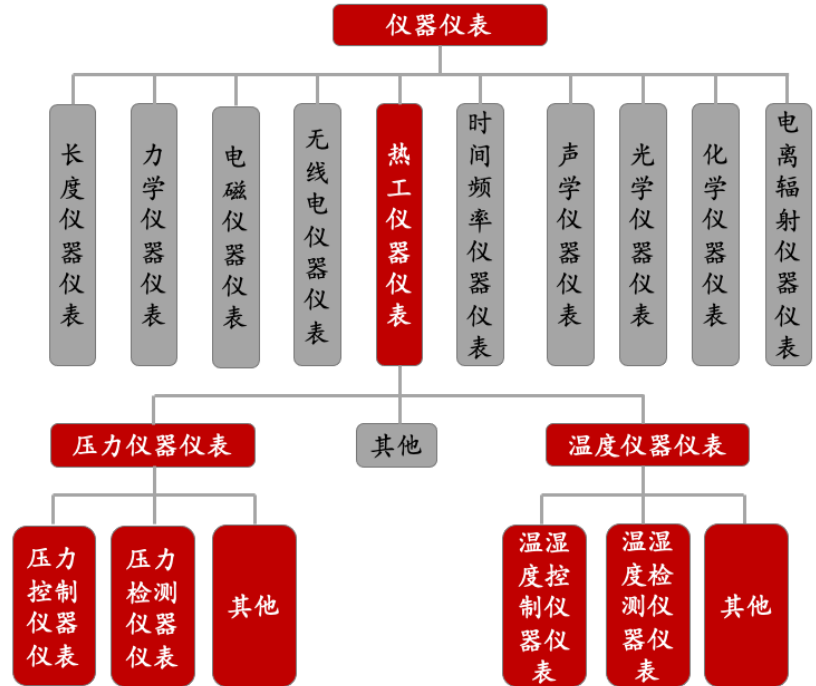 仪器仪表
长度仪器仪表
力学仪器仪表
电磁仪器仪表
无线电仪器仪表
热工仪器仪表
时间频率仪器仪表
声学仪器仪表
光学仪器仪表
化学仪器仪表
电离辐射仪器仪表
压力仪器仪表
其他
温度仪器仪表
压力
控制
仪器
仪表
压力
检测
仪器
仪表
其他
温湿
度控
制仪
器仪
表
温湿
度检
测仪
器仪
表
其他